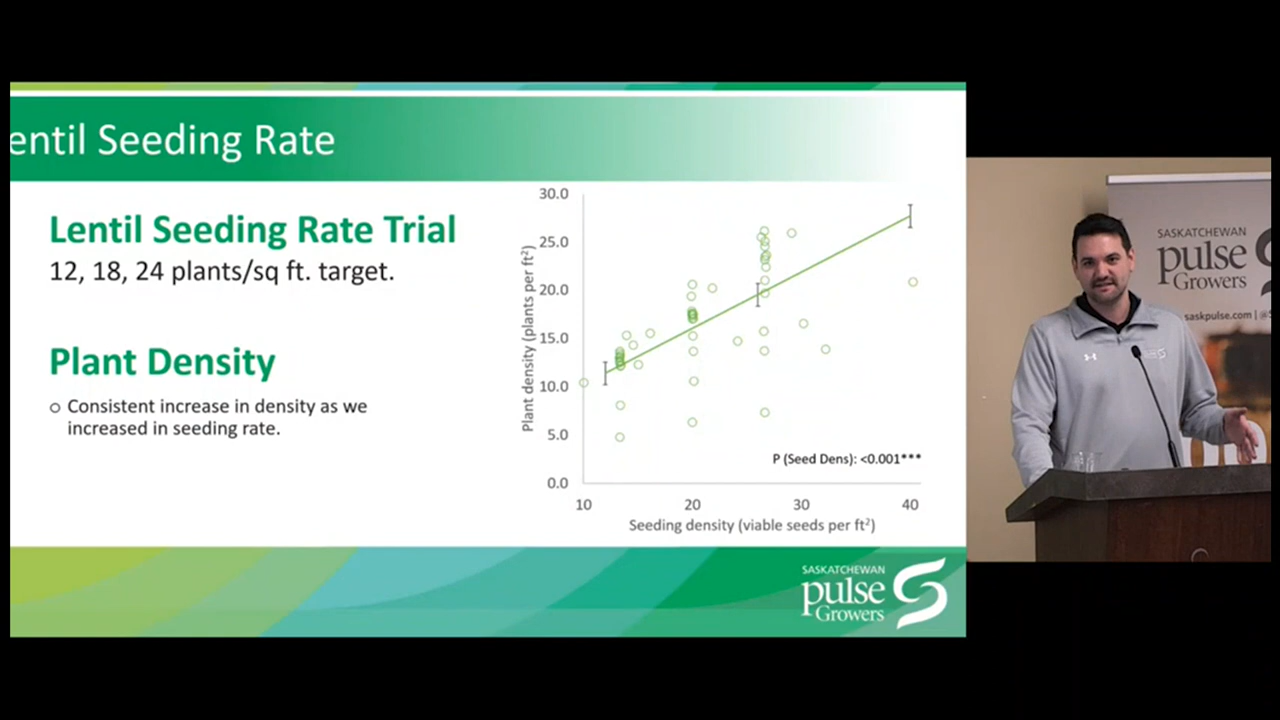 entil Seeding Rate
Lentil Seeding Rate Trial
12, 18, 24 plants/sq ft. target.
Plant Density
Consistent increase in density as we
increased in seeding rate.
Plant density (plants per ft²)
30.0
25.0
20.0
15.0
10.0
5.0
0.0
P (Seed Dens): <0.001***
10 20 30 40
Seeding density (viable seeds per ft²)
SASKATCHEWAN
pulse
Growers
SASKATCHEWAN
pulse
Growers
saskpulse.com | @S